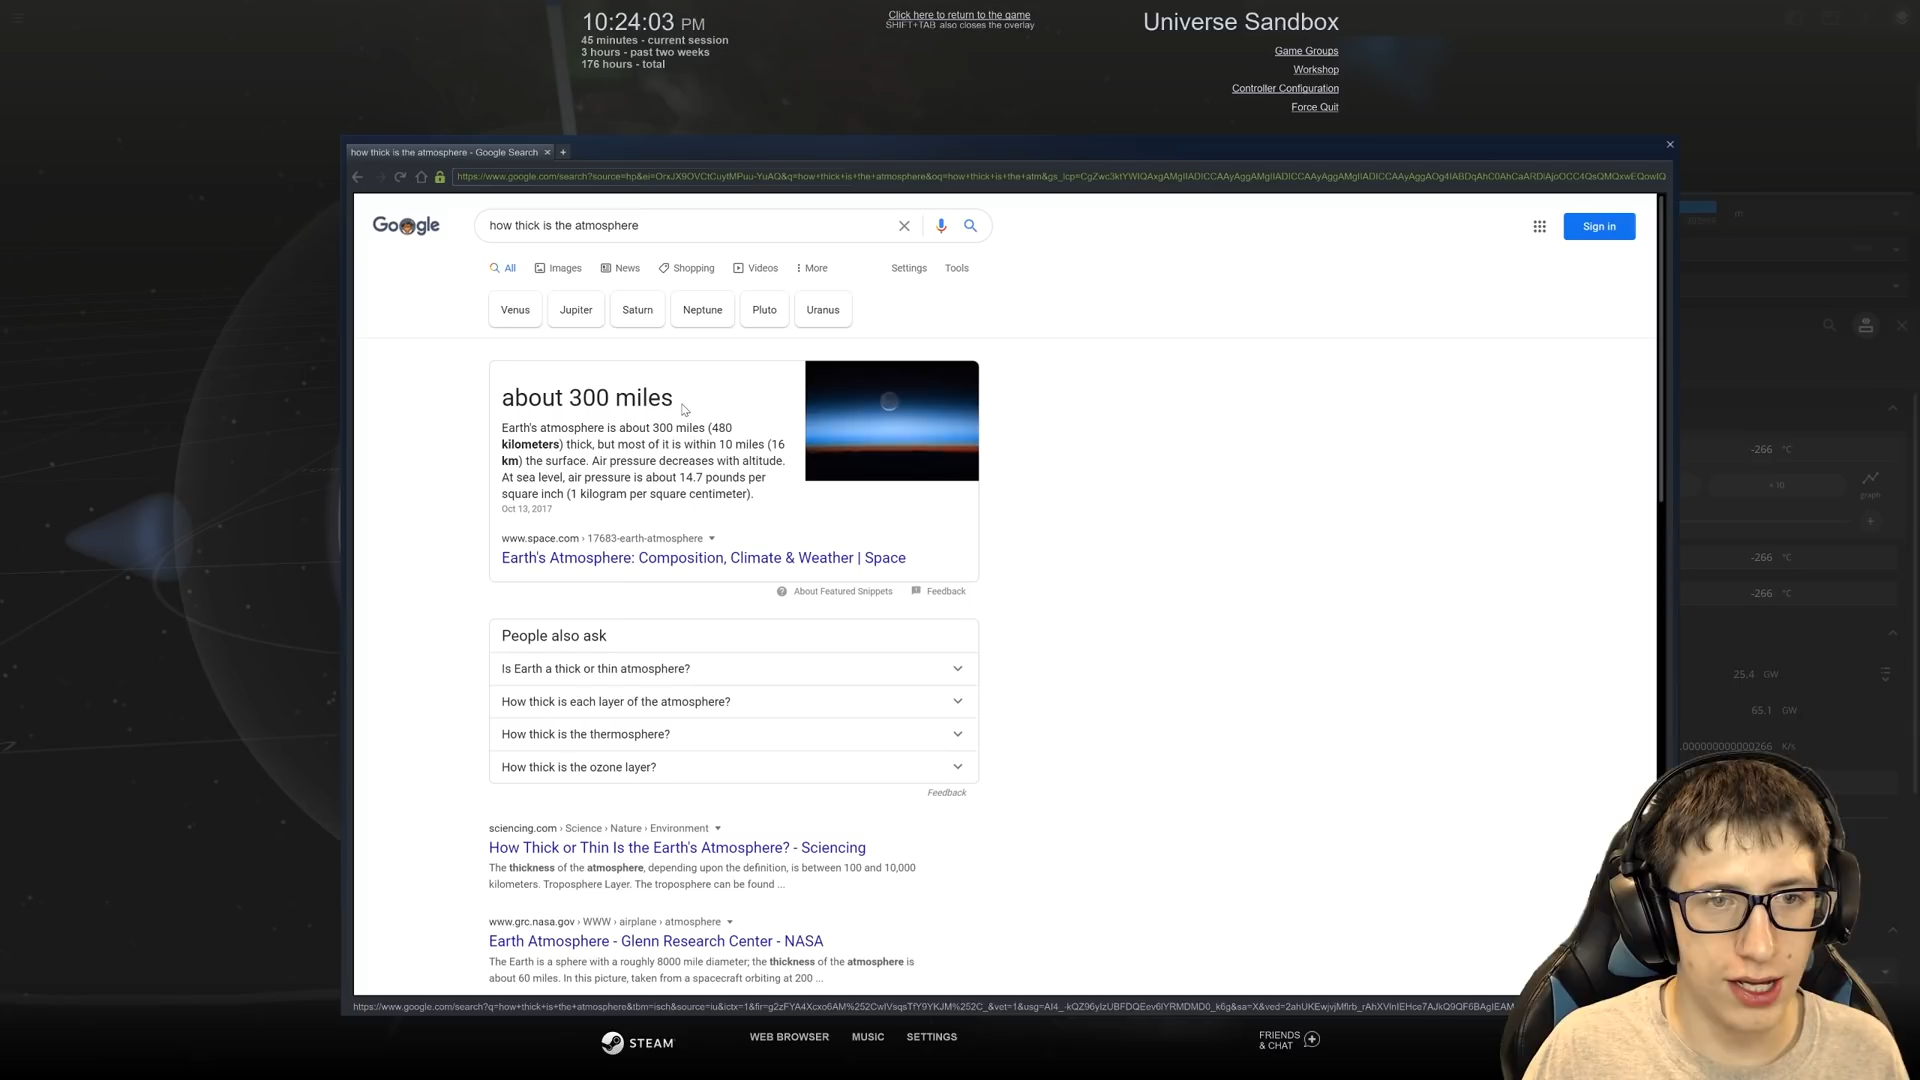 10:24:03 PM
45 minutes - current session
3 hours - past two weeks
176 hours - total
Click here to return to the game
SHIFT+TAB also closes the overlay
Universe Sandbox
Game Groups
Workshop
Controller Configuration
Force Quit
how thick is the atmosphere - Google Search
Google
how thick is the atmosphere
Sign in
All
Images
News
Shopping
Videos
More
Settings
Tools
Venus
Jupiter
Saturn
Neptune
Pluto
Uranus
about 300 miles
Earth's atmosphere is about 300 miles (480
kilometers) thick, but most of it is within 10 miles (16
km) the surface. Air pressure decreases with altitude.
At sea level, air pressure is about 14.7 pounds per
square inch (1 kilogram per square centimeter).
Oct 13, 2017
www.space.com › 17683-earth-atmosphere
Earth's Atmosphere: Composition, Climate & Weather | Space
About Featured Snippets
Feedback
People also ask
Is Earth a thick or thin atmosphere?
How thick is each layer of the atmosphere?
How thick is the thermosphere?
How thick is the ozone layer?
Feedback
sciencing.com › Science › Nature › Environment
How Thick or Thin Is the Earth's Atmosphere? - Sciencing
The thickness of the atmosphere, depending upon the definition, is between 100 and 10,000
kilometers. Troposphere Layer. The troposphere can be found ...
www.grc.nasa.gov › WWW › airplane › atmosphere
Earth Atmosphere - Glenn Research Center - NASA
The Earth is a sphere with a roughly 8000 mile diameter; the thickness of the atmosphere is
about 60 miles. In this picture, taken from a spacecraft orbiting at 200 ...
m
-266 °C
< 10
graph
-266 °C
-266 °C
25.4 GW
65.1 GW
.000000000000266 K/s
STEAM
WEB BROWSER
MUSIC
SETTINGS
FRIENDS
& CHAT